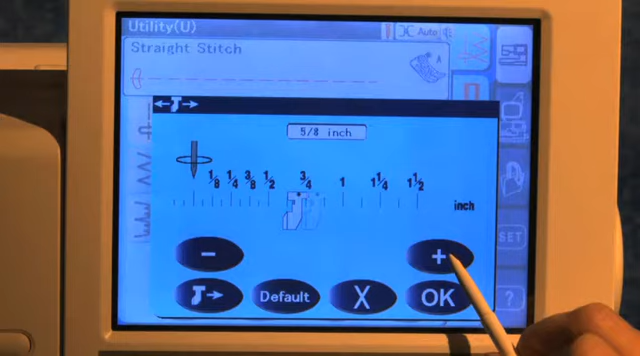 Utility(U)
Auto
Straight Stitch
A
5/8 inch
1/8 1/4 3/8 1/2 3/4 1 1 1/4 1 1/2
inch
− +
SET
Default X OK
?